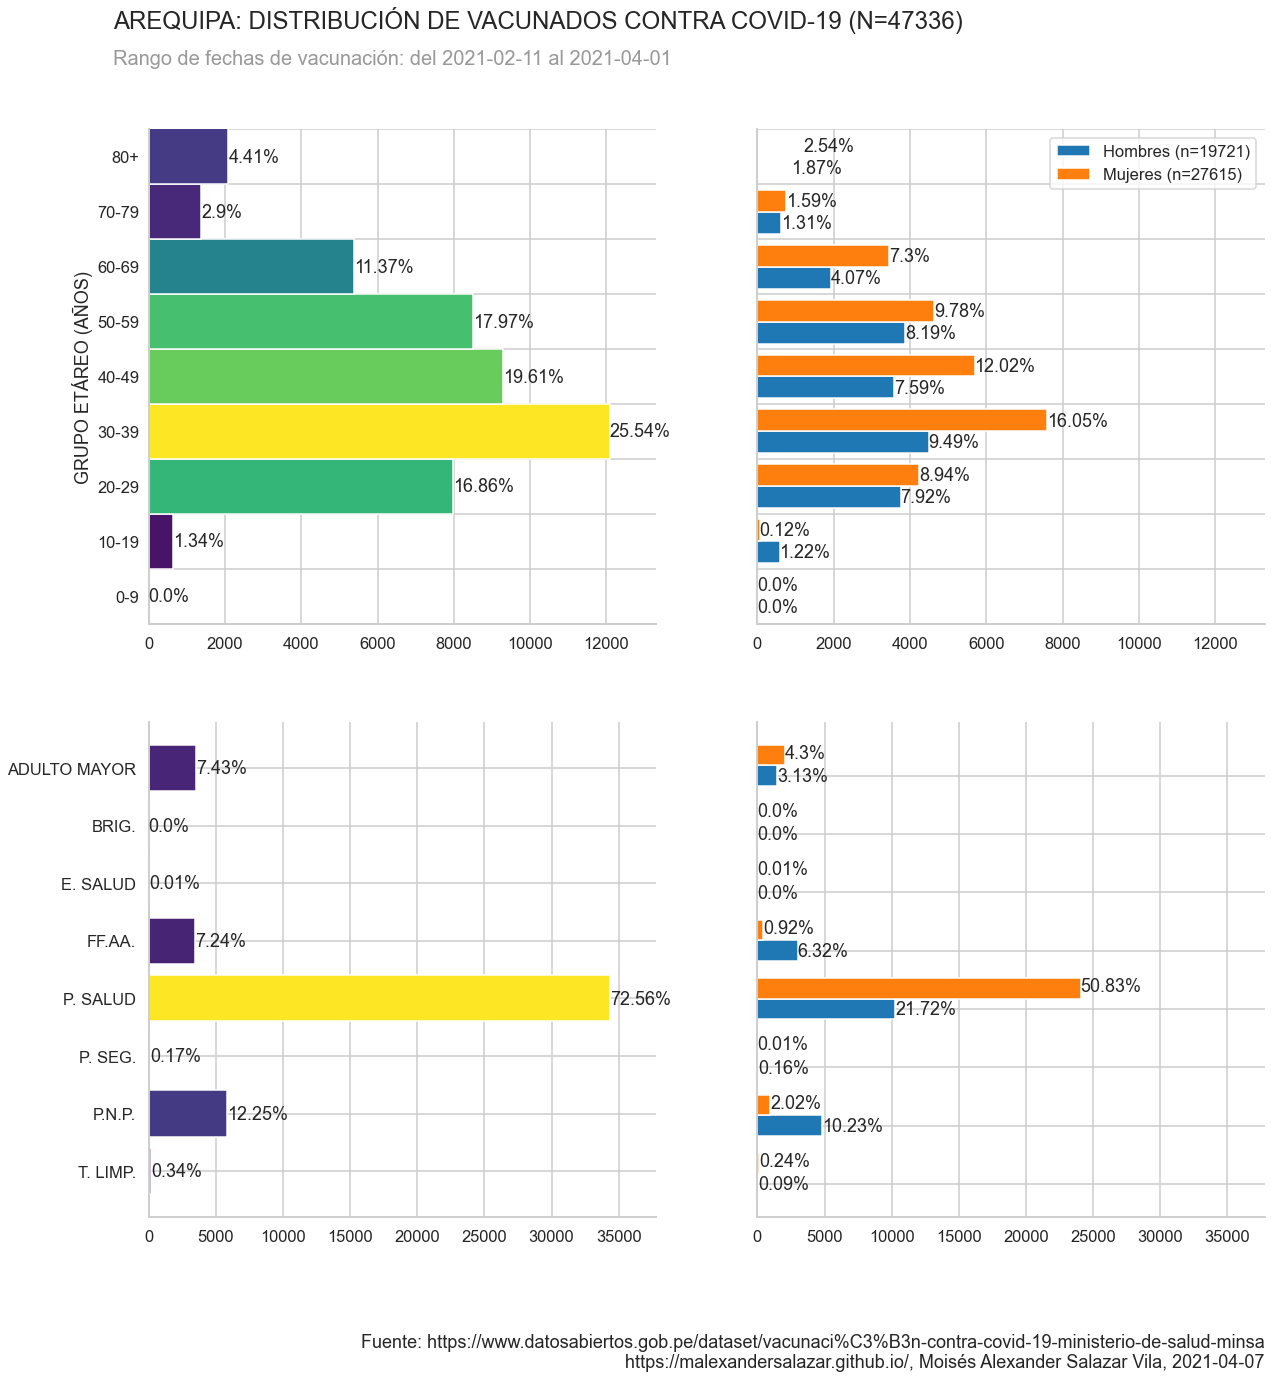 AREQUIPA: DISTRIBUCIÓN DE VACUNADOS CONTRA COVID-19 (N=47336)
Rango de fechas de vacunación: del 2021-02-11 al 2021-04-01
GRUPO ETÁREO (AÑOS)
80+ 4.41%
70-79 2.9%
60-69 11.37%
50-59 17.97%
40-49 19.61%
30-39 25.54%
20-29 16.86%
10-19 1.34%
0-9 0.0%
0 2000 4000 6000 8000 10000 12000
Hombres (n=19721)
Mujeres (n=27615)
2.54%
1.87%
1.59%
1.31%
7.3%
4.07%
9.78%
8.19%
12.02%
7.59%
16.05%
9.49%
8.94%
7.92%
0.12%
1.22%
0.0%
0.0%
0 2000 4000 6000 8000 10000 12000
ADULTO MAYOR 7.43%
BRIG. 0.0%
E. SALUD 0.01%
FF.AA. 7.24%
P. SALUD 72.56%
P. SEG. 0.17%
P.N.P. 12.25%
T. LIMP. 0.34%
0 5000 10000 15000 20000 25000 30000 35000
4.3%
3.13%
0.0%
0.0%
0.01%
0.0%
0.92%
6.32%
50.83%
21.72%
0.01%
0.16%
2.02%
10.23%
0.24%
0.09%
0 5000 10000 15000 20000 25000 30000 35000
Fuente: https://www.datosabiertos.gob.pe/dataset/vacunaci%C3%B3n-contra-covid-19-ministerio-de-salud-minsa
https://malexandersalazar.github.io/, Moisés Alexander Salazar Vila, 2021-04-07